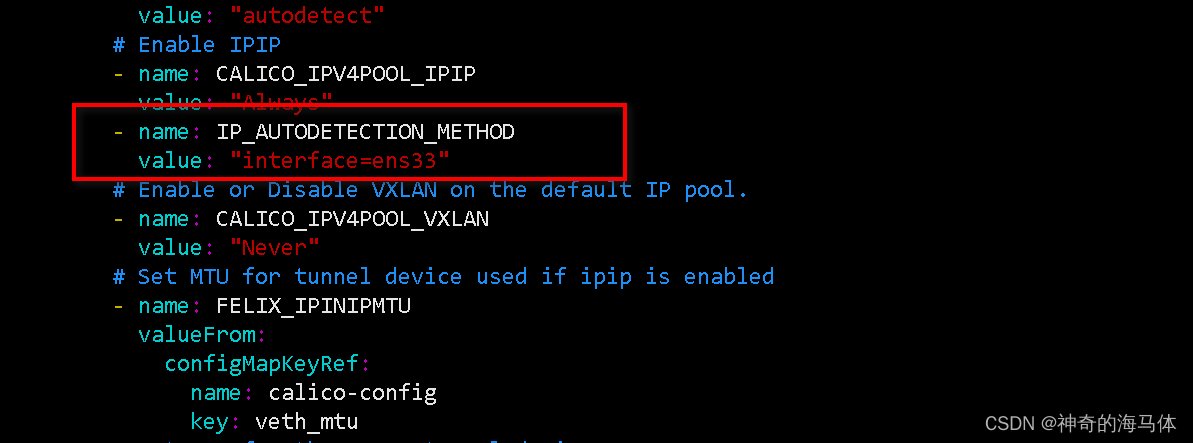 value: "autodetect"
# Enable IPIP
- name: CALICO_IPV4POOL_IPIP
value: "Always"
- name: IP_AUTODETECTION_METHOD
value: "interface=ens33"
# Enable or Disable VXLAN on the default IP pool.
- name: CALICO_IPV4POOL_VXLAN
value: "Never"
# Set MTU for tunnel device used if ipip is enabled
- name: FELIX_IPINIPMTU
valueFrom:
configMapKeyRef:
name: calico-config
key: veth_mtu
CSDN @神奇的海马体